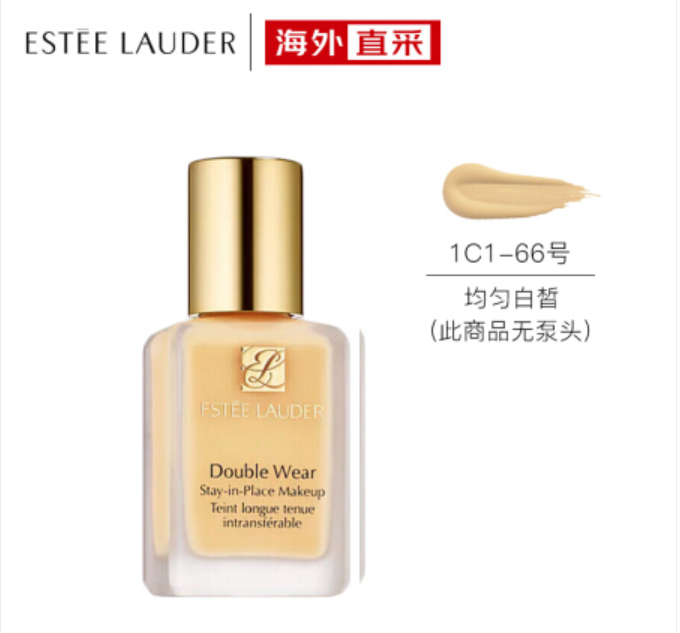 ESTĒE LAUDER
海外直采
1C1-66号
均匀白皙
(此商品无泵头)
ESTĒE LAUDER
Double Wear
Stay-in-Place Makeup
Teint longue tenue
intransférable